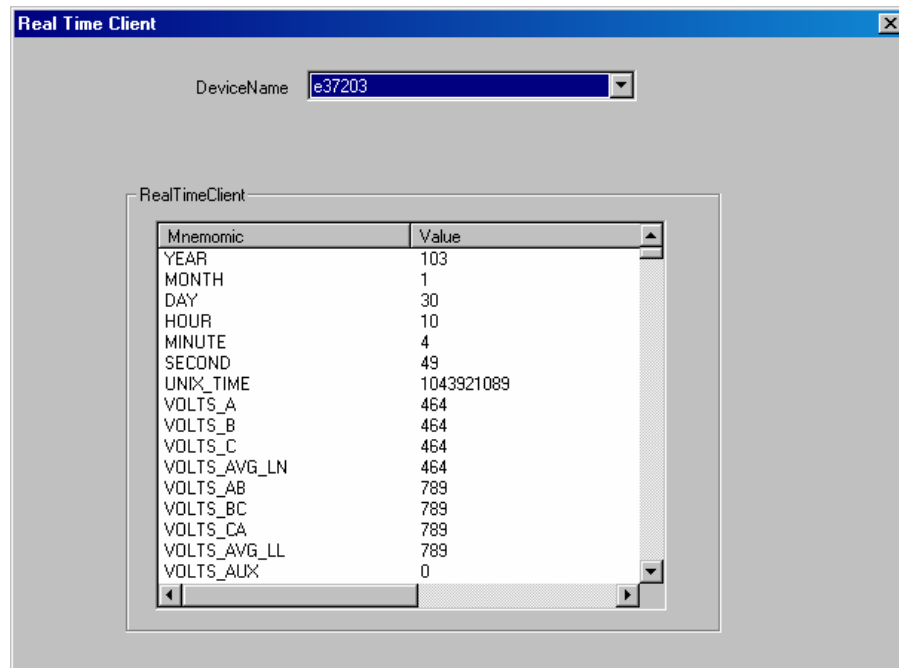 Real Time Client
DeviceName e37203
RealTimeClient
Mnemomic Value
YEAR 103
MONTH 1
DAY 30
HOUR 10
MINUTE 4
SECOND 49
UNIX_TIME 1043921089
VOLTS_A 464
VOLTS_B 464
VOLTS_C 464
VOLTS_AVG_LN 464
VOLTS_AB 789
VOLTS_BC 789
VOLTS_CA 789
VOLTS_AVG_LL 789
VOLTS_AUX 0